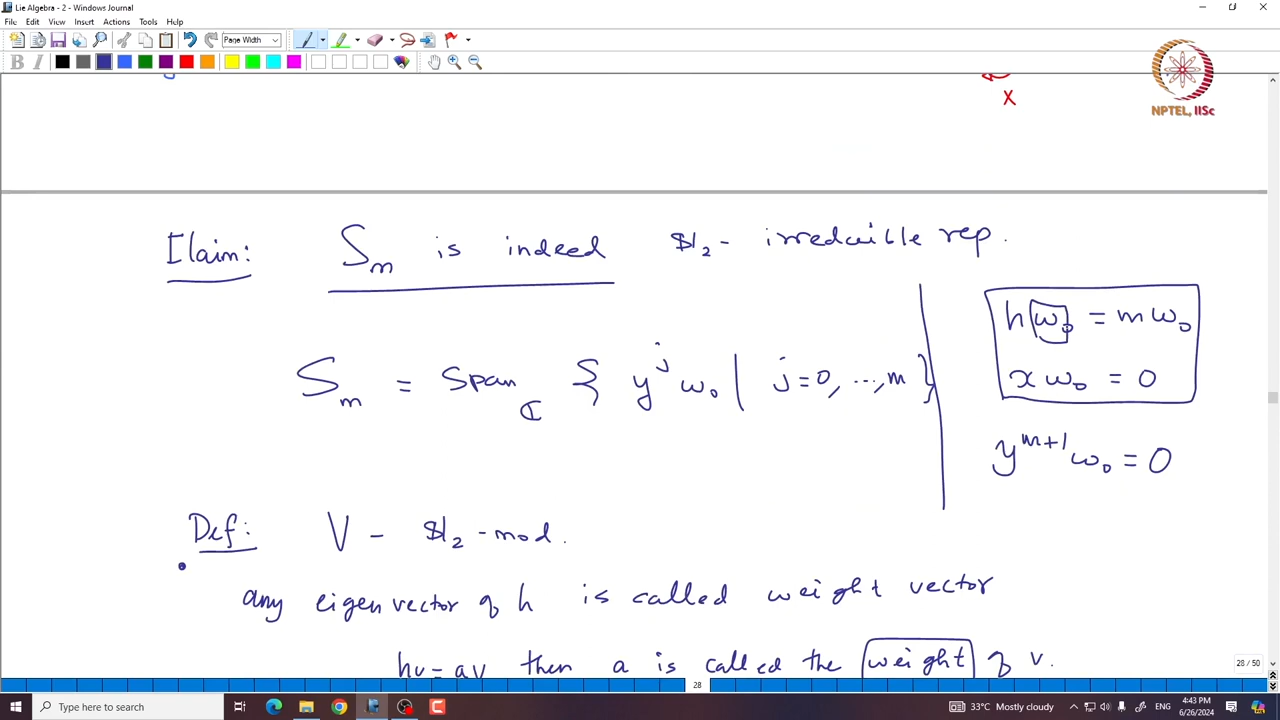 Lie Algebra - 2 - Windows Journal
File Edit View Insert Actions Tools Help
Page Width
B I
NPTEL, IISc
x
Claim: S_m is indeed sl_2 - irreducible rep.
S_m = Span_ℂ { y^j w_0 | j=0, ..., m }
h w_0 = m w_0
x w_0 = 0
y^{m+1} w_0 = 0
Def: V - sl_2 - mod.
any eigen vector of h is called weight vector
hv = av then a is called the weight of v.
28
28 / 50
Type here to search
33°C Mostly cloudy
ENG
4:43 PM
6/26/2024